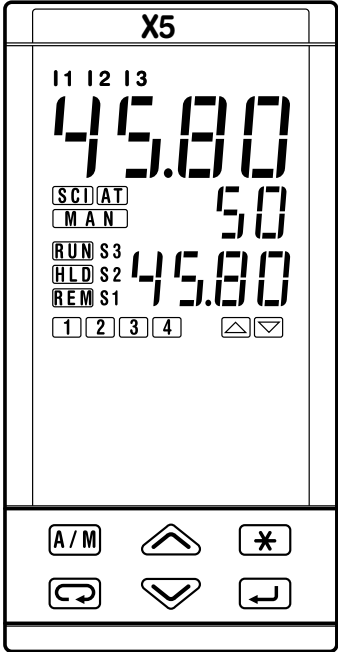 X5
I1 I2 I3
45.80
SCI AT
50
MAN
RUN S3
HLD S2 45.80
REM S1
1 2 3 4
A/M